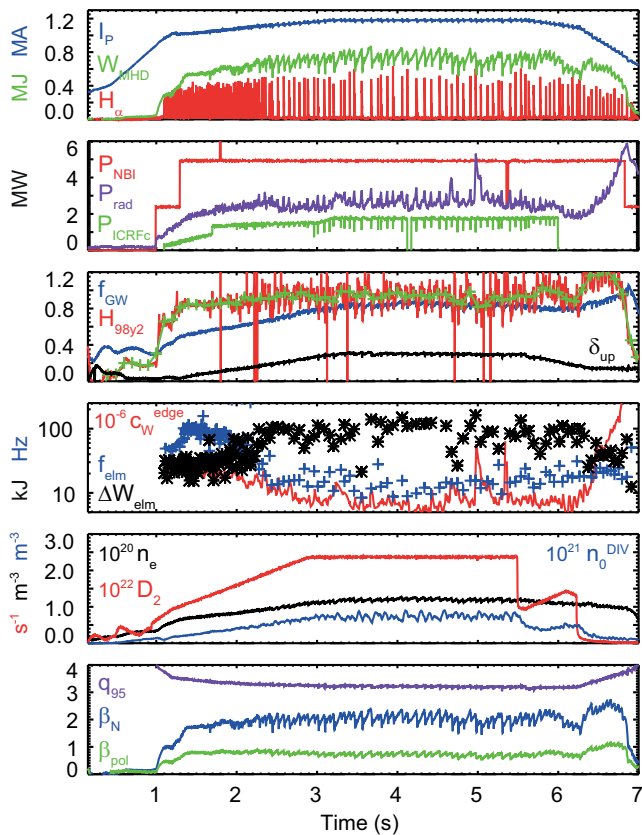 1.2
0.8
0.4
0.0
MJ MA
I_P
W_MHD
H_α
6
4
2
0
MW
P_NBI
P_rad
P_ICRFc
1.2
0.8
0.4
0.0
f_GW
H_98y2
δ_up
100
10
kJ Hz
10^-6 c_W^edge
f_elm
ΔW_elm
3.0
2.0
1.0
0.0
s^-1 m^-3 m^-3
10^20 n_e
10^22 D_2
10^21 n_0^DIV
4
3
2
1
0
q_95
β_N
β_pol
1 2 3 4 5 6 7
Time (s)